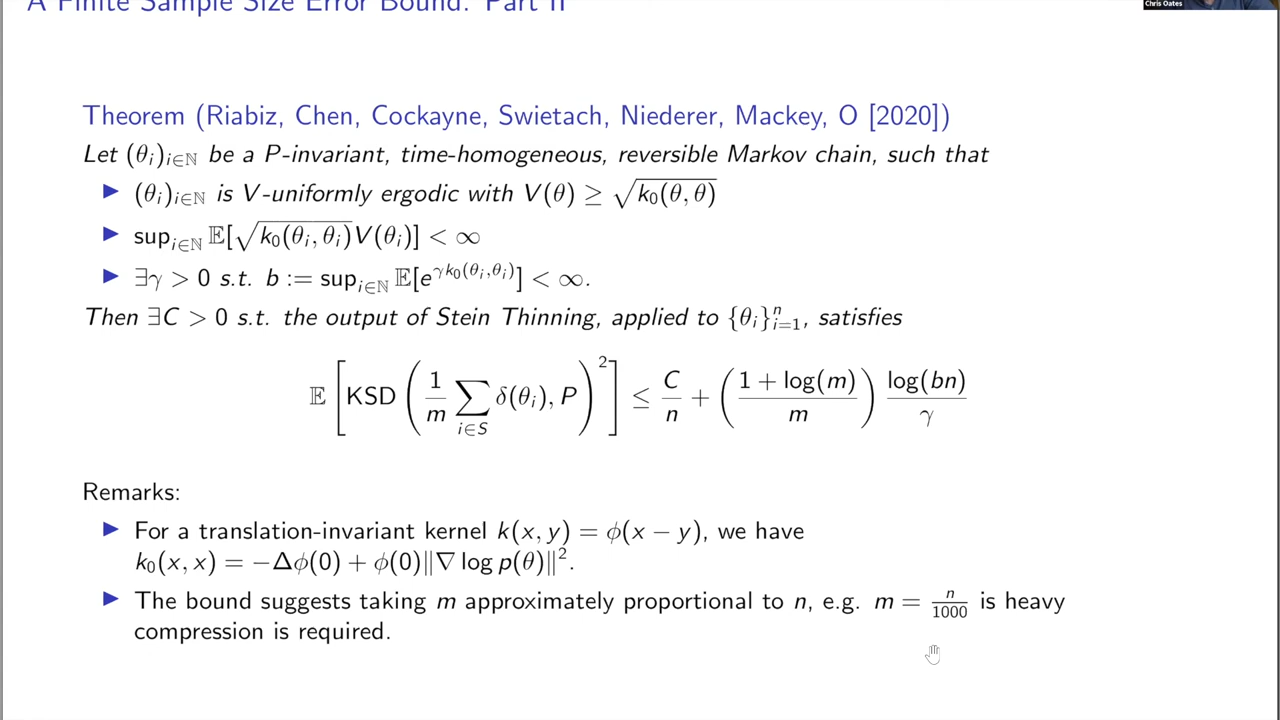 A Finite Sample Size Error Bound: Part II
Chris Oates
Theorem (Riabiz, Chen, Cockayne, Swietach, Niederer, Mackey, O [2020])
Let (θ_i)_{i∈ℕ} be a P-invariant, time-homogeneous, reversible Markov chain, such that
▶ (θ_i)_{i∈ℕ} is V-uniformly ergodic with V(θ) ≥ √(k₀(θ, θ))
▶ sup_{i∈ℕ} 𝔼[√(k₀(θ_i, θ_i))V(θ_i)] < ∞
▶ ∃γ > 0 s.t. b := sup_{i∈ℕ} 𝔼[e^{γk₀(θ_i,θ_i)}] < ∞.
Then ∃C > 0 s.t. the output of Stein Thinning, applied to {θ_i}_{i=1}^n, satisfies
𝔼[KSD(1/m ∑_{i∈S} δ(θ_i), P)²] ≤ C/n + ((1 + log(m))/m) log(bn)/γ
Remarks:
▶ For a translation-invariant kernel k(x, y) = ϕ(x − y), we have
k₀(x, x) = −Δϕ(0) + ϕ(0)‖∇ log p(θ)‖².
▶ The bound suggests taking m approximately proportional to n, e.g. m = n/1000 is heavy
compression is required.